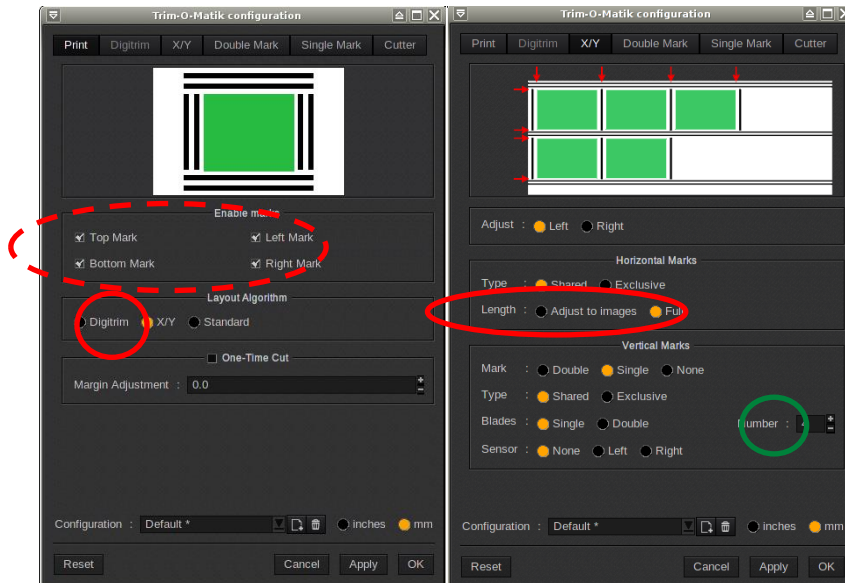 Trim-O-Matik configuration
Print Digitrim X/Y Double Mark Single Mark Cutter
Enable marks
Top Mark Left Mark
Bottom Mark Right Mark
Layout Algorithm
Digitrim X/Y Standard
One-Time Cut
Margin Adjustment : 0.0
Configuration : Default * inches mm
Reset Cancel Apply OK
Trim-O-Matik configuration
Print Digitrim X/Y Double Mark Single Mark Cutter
Adjust : Left Right
Horizontal Marks
Type : Shared Exclusive
Length : Adjust to images Full
Vertical Marks
Mark : Double Single None
Type : Shared Exclusive
Blades : Single Double Number : 4
Sensor : None Left Right
Configuration : Default * inches mm
Reset Cancel Apply OK